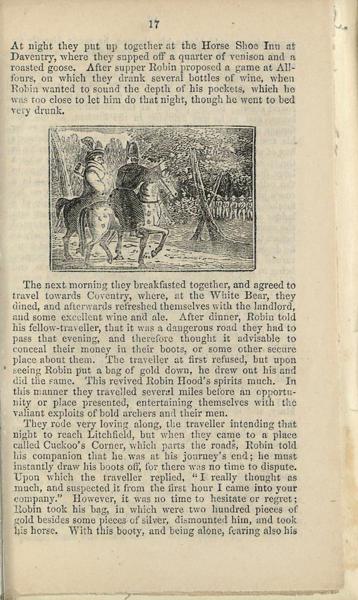 17
At night they put up together at the Horse Shoe Inn at
Daventry, where they supped off a quarter of venison and a
roasted goose. After supper Robin proposed a game at All-
fours, on which they drank several bottles of wine, when
Robin wanted to sound the depth of his pockets, which he
was too close to let him do that night, though he went to bed
very drunk.
The next morning they breakfasted together, and agreed to
travel towards Coventry, where, at the White Bear, they
dined, and afterwards refreshed themselves with the landlord,
and some excellent wine and ale. After dinner, Robin told
his fellow-traveller, that it was a dangerous road they had to
pass that evening, and therefore thought it advisable to
conceal their money in their boots, or some other secure
place about them. The traveller at first refused, but upon
seeing Robin put a bag of gold down, he drew out his and
did the same. This revived Robin Hood's spirits much. In
this manner they travelled several miles before an opportu-
nity or place presented, entertaining themselves with the
valiant exploits of bold archers and their men.
They rode very loving along, the traveller intending that
night to reach Litchfield, but when they came to a place
called Cuckoo's Corner, which parts the roads, Robin told
his companion that he was at his journey's end; he must
instantly draw his boots off, for there was no time to dispute.
Upon which the traveller replied, "I really thought as
much, and suspected it from the first hour I came into your
company." However, it was no time to hesitate or regret;
Robin took his bag, in which were two hundred pieces of
gold besides some pieces of silver, dismounted him, and took
his horse. With this booty, and being alone, fearing also his